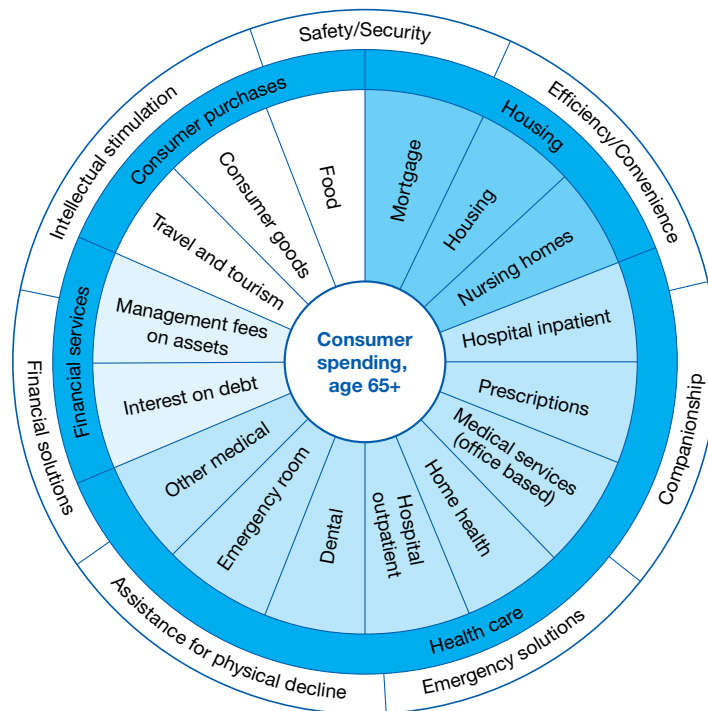 Safety/Security
Efficiency/Convenience
Companionship
Emergency solutions
Assistance for physical decline
Financial solutions
Intellectual stimulation
Housing
Health care
Financial services
Consumer purchases
Mortgage
Housing
Nursing homes
Hospital inpatient
Prescriptions
Medical services
(office based)
Home health
Hospital
outpatient
Dental
Emergency room
Other medical
Interest on debt
Management fees
on assets
Travel and tourism
Consumer goods
Food
Consumer
spending,
age 65+